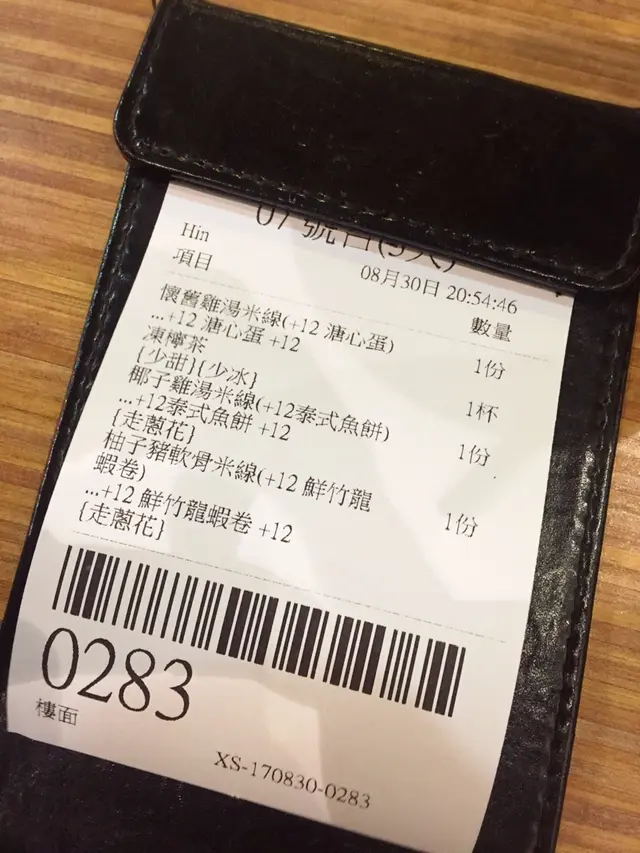 07 號台(3人)
Hin
08月30日 20:54:46
項目 數量
懷舊雞湯米線(+12 溏心蛋) 1份
...+12 溏心蛋 +12
凍檸茶 1杯
{少甜}{少冰}
椰子雞湯米線(+12泰式魚餅) 1份
...+12泰式魚餅 +12
{走蔥花}
柚子豬軟骨米線(+12 鮮竹龍 1份
蝦卷)
...+12 鮮竹龍蝦卷 +12
{走蔥花}
0283
樓面
XS-170830-0283